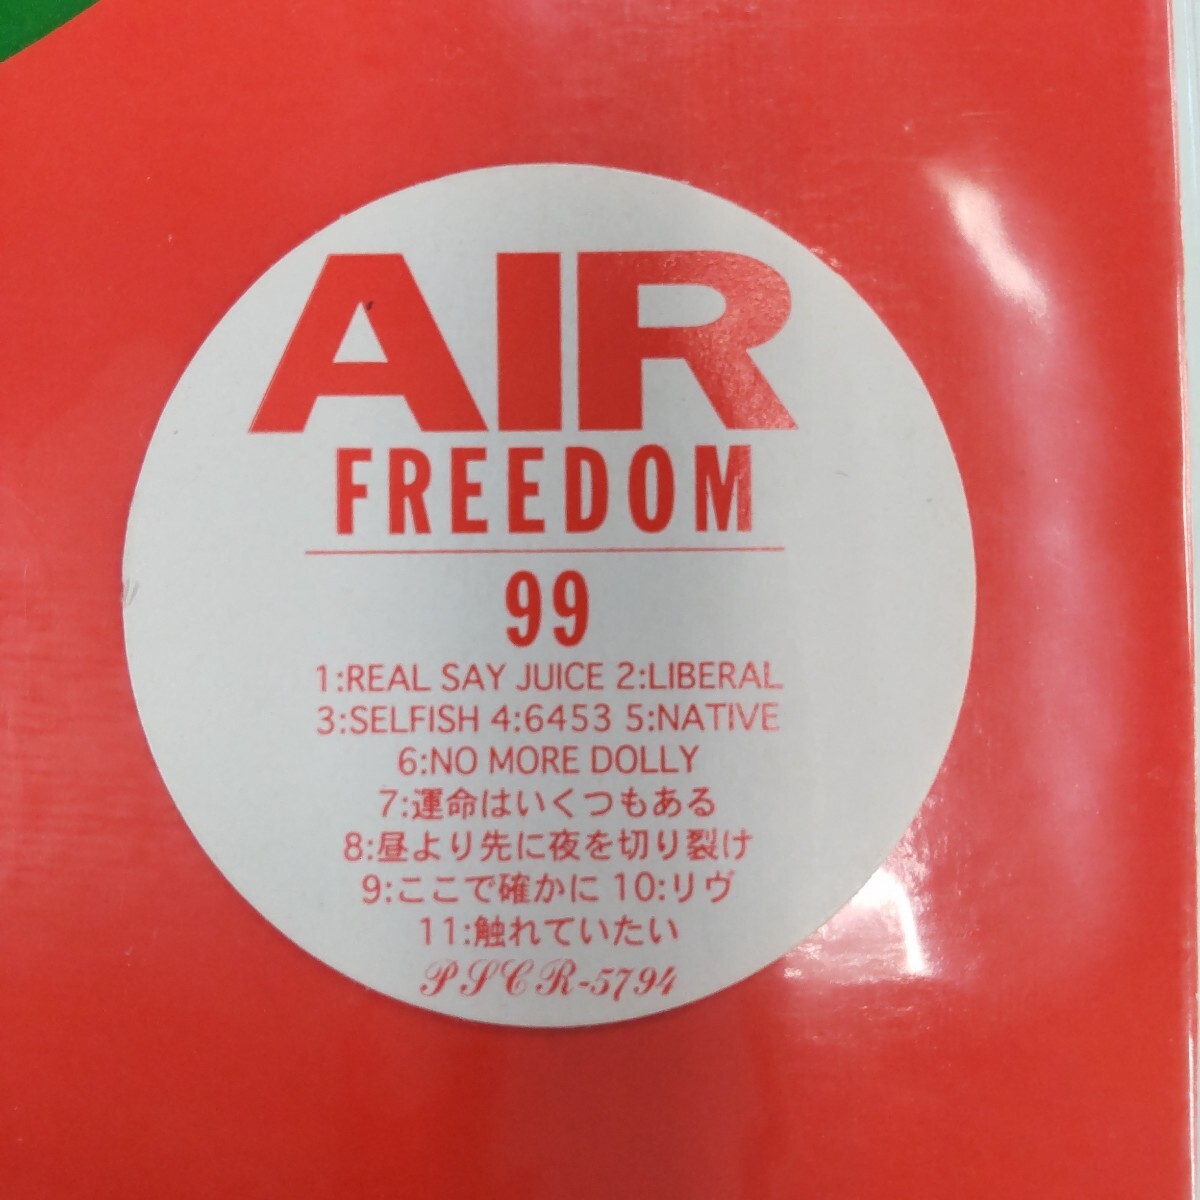 AIR
FREEDOM
99
1:REAL SAY JUICE 2:LIBERAL
3:SELFISH 4:6453 5:NATIVE
6:NO MORE DOLLY
7:運命はいくつもある
8:昼より先に夜を切り裂け
9:ここで確かに 10:リヴ
11:触れていたい
PSCR-5794